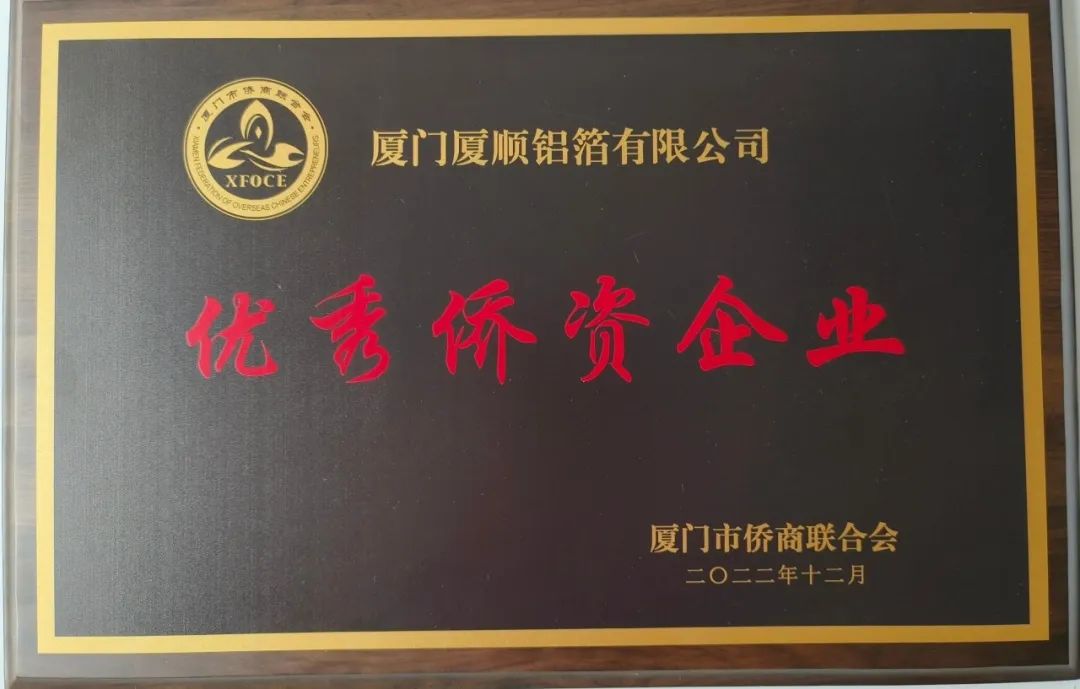 厦门市侨商联合会
XFOCE
XIAMEN FEDERATION OF OVERSEAS CHINESE ENTREPRENEURS
厦门厦顺铝箔有限公司
优秀侨资企业
厦门市侨商联合会
二〇二二年十二月